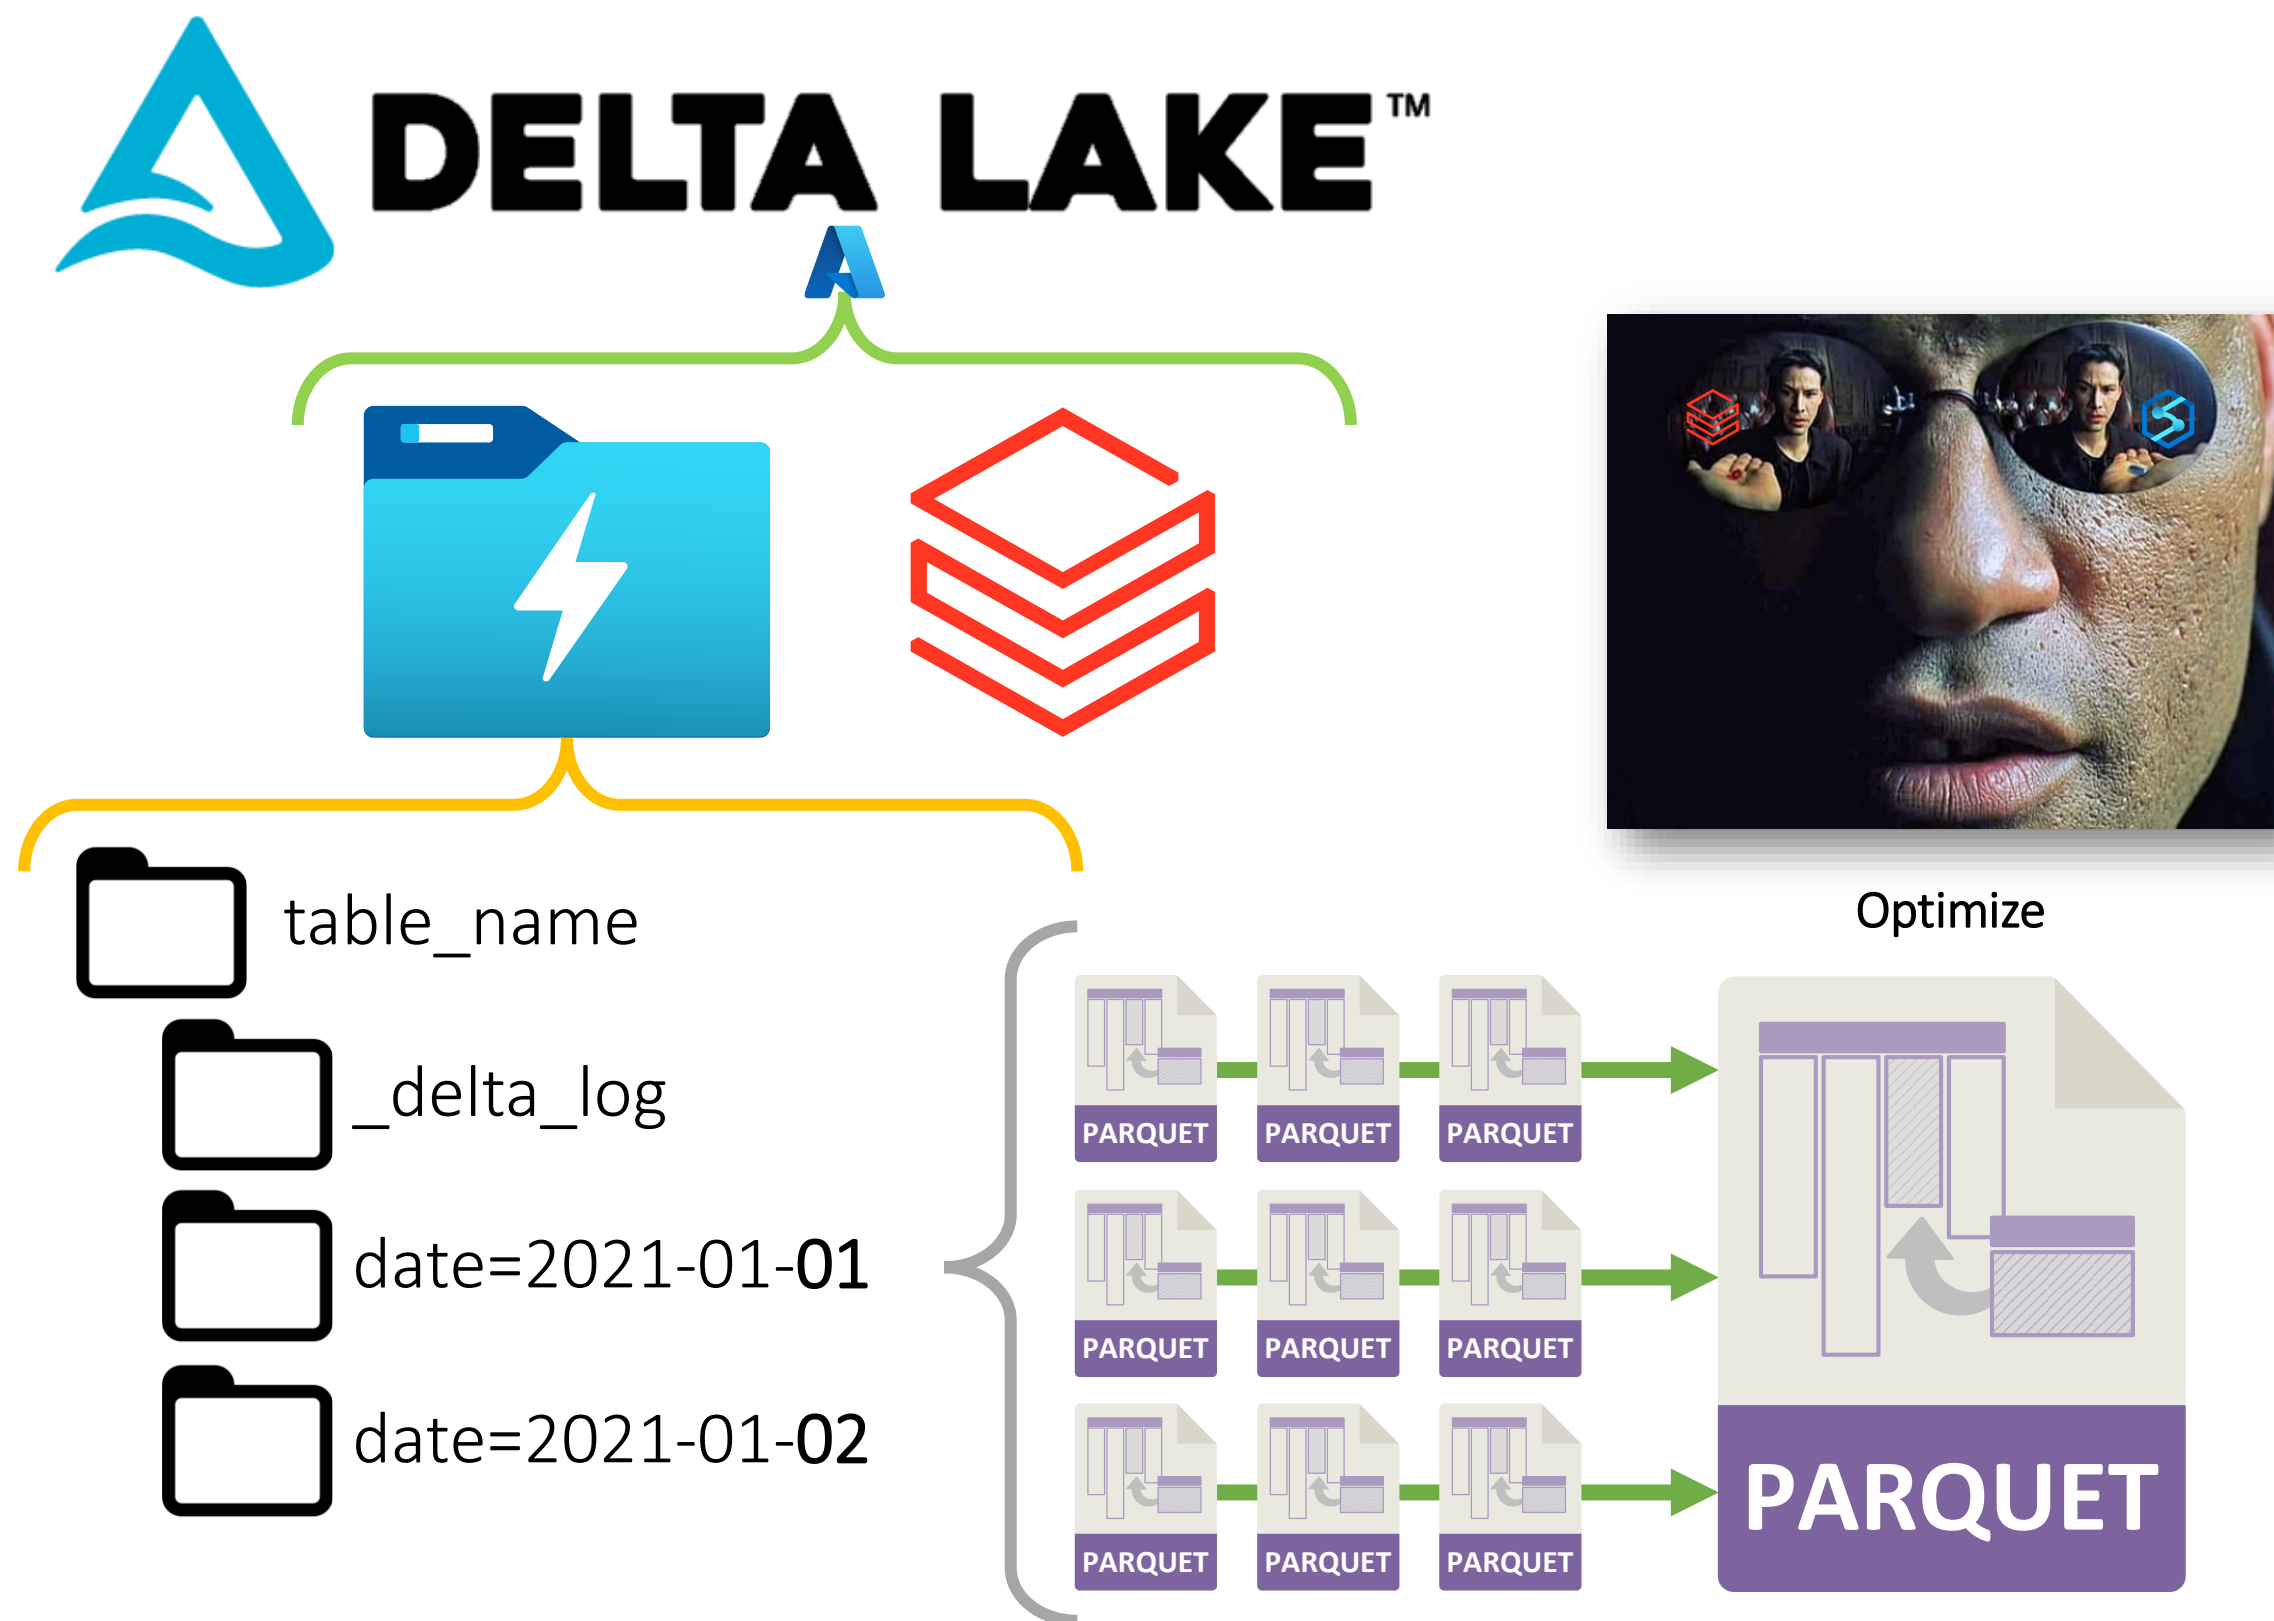 DELTA LAKE™
table_name
_delta_log
date=2021-01-01
date=2021-01-02
Optimize
PARQUET PARQUET PARQUET
PARQUET PARQUET PARQUET
PARQUET PARQUET PARQUET
PARQUET